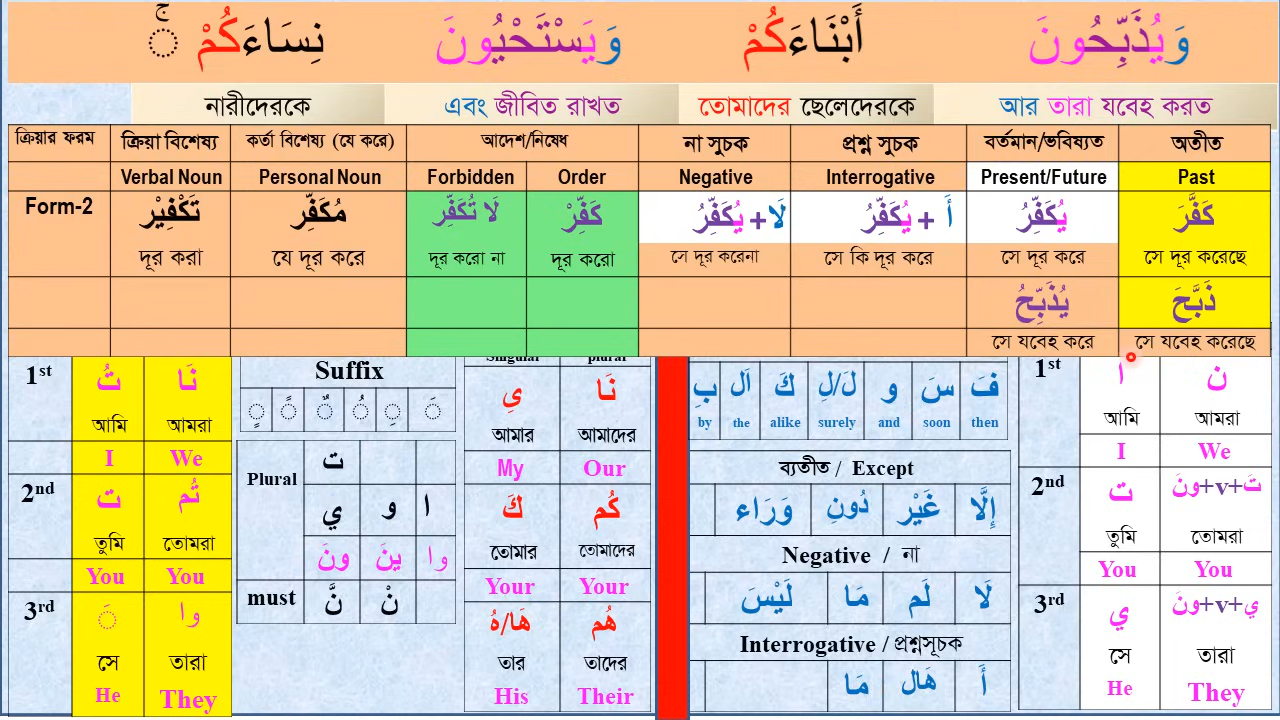 وَيُذَبِّحُونَ أَبْنَاءَكُمْ وَيَسْتَحْيُونَ نِسَاءَكُمْ ۚ
নারীদেরকে এবং জীবিত রাখত তোমাদের ছেলেদেরকে আর তারা যবেহ করত
ক্রিয়ার ফরম ক্রিয়া বিশেষ্য কর্তা বিশেষ্য (যে করে) আদেশ/নিষেধ না সুচক প্রশ্ন সুচক বর্তমান/ভবিষ্যত অতীত
Verbal Noun Personal Noun Forbidden Order Negative Interrogative Present/Future Past
Form-2 تَكْفِيْر مُكَفِّر لَا تُكَفِّر كَفِّرْ لَا + يُكَفِّرُ أَ + يُكَفِّرُ يُكَفِّرُ كَفَّرَ
দূর করা যে দূর করে দূর করো না দূর করো সে দূর করেনা সে কি দূর করে সে দূর করে সে দূর করেছে
يُذَبِّحُ ذَبَّحَ
সে যবেহ করে সে যবেহ করেছে
1st تُ نَا
আমি আমরা
I We
2nd ت تُم
তুমি তোমরা
You You
3rd َ وا
সে তারা
He They
Suffix
ٍ ً ٌ ُ ِ َ
Plural ت
ي و ا
ونَ ينَ وا
must نَّ نْ
Singular plural
يِ نَا
আমার আমাদের
My Our
كَ كُم
তোমার তোমাদের
Your Your
هَا/هُ هُم
তার তাদের
His Their
بِ اَل كَ لَ/لِ و سَ فَ
by the alike surely and soon then
ব্যতীত / Except
وَرَاء دُونِ غَيْر إِلَّا
Negative / না
لَيْسَ مَا لَم لَا
Interrogative / প্রশ্নসূচক
مَا هَال أَ
1st ا ن
আমি আমরা
I We
2nd ت تَ+v+ونَ
তুমি তোমরা
You You
3rd ي ي+v+ونَ
সে তারা
He They